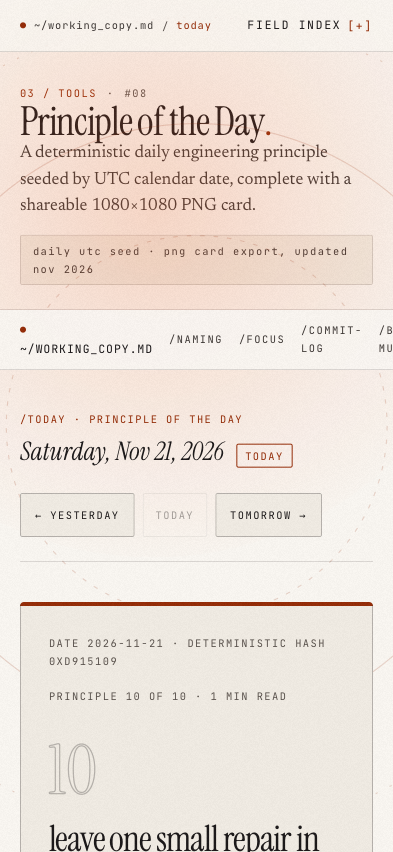 ● ~/working_copy.md / today FIELD INDEX [+]
03 / TOOLS · #08
Principle of the Day.
A deterministic daily engineering principle
seeded by UTC calendar date, complete with a
shareable 1080×1080 PNG card.
daily utc seed · png card export, updated
nov 2026
● ~/WORKING_COPY.MD /NAMING /FOCUS /COMMIT-LOG
/TODAY · PRINCIPLE OF THE DAY
Saturday, Nov 21, 2026 TODAY
← YESTERDAY TODAY TOMORROW →
DATE 2026-11-21 · DETERMINISTIC HASH
0XD915109
PRINCIPLE 10 OF 10 · 1 MIN READ
10
leave one small repair in